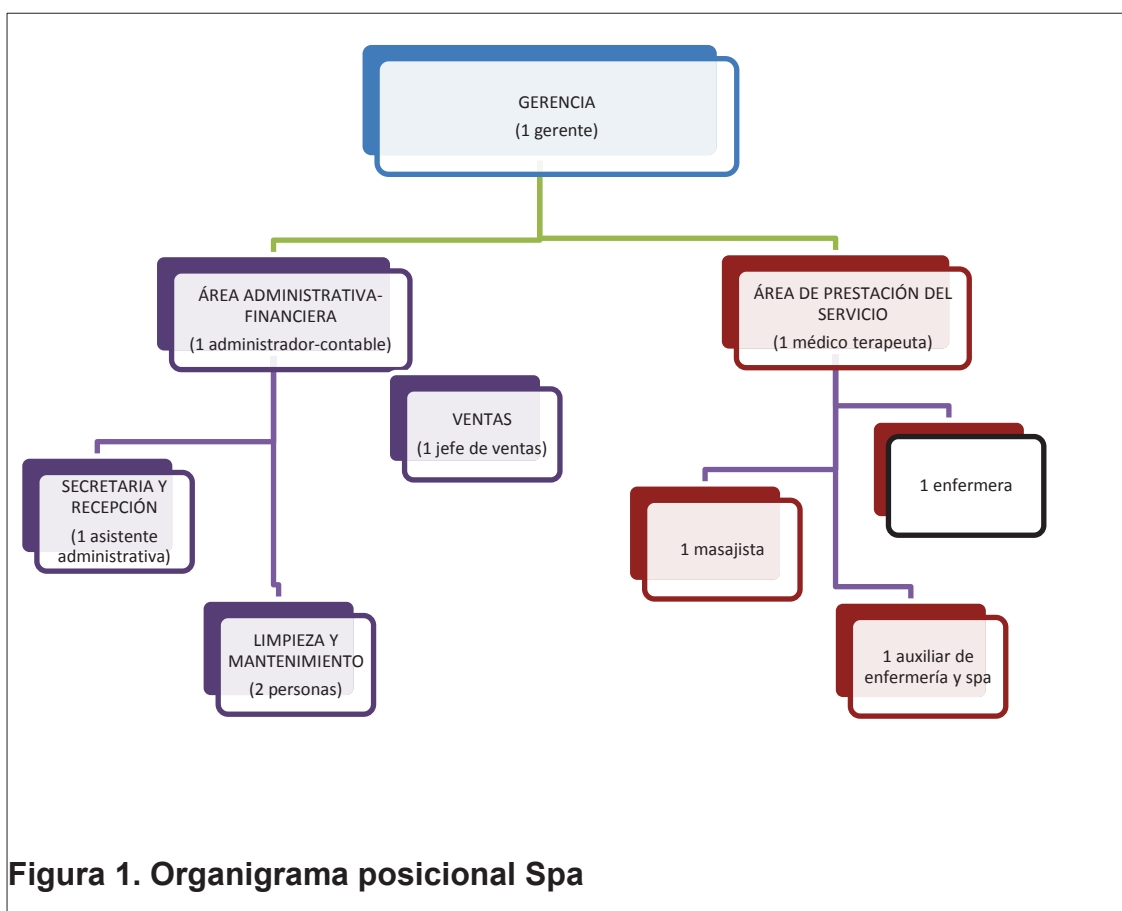 GERENCIA
(1 gerente)
ÁREA ADMINISTRATIVA-
FINANCIERA
(1 administrador-contable)
ÁREA DE PRESTACIÓN DEL
SERVICIO
(1 médico terapeuta)
VENTAS
(1 jefe de ventas)
SECRETARIA Y
RECEPCIÓN
(1 asistente
administrativa)
1 enfermera
1 masajista
LIMPIEZA Y
MANTENIMIENTO
(2 personas)
1 auxiliar de
enfermería y spa
Figura 1. Organigrama posicional Spa